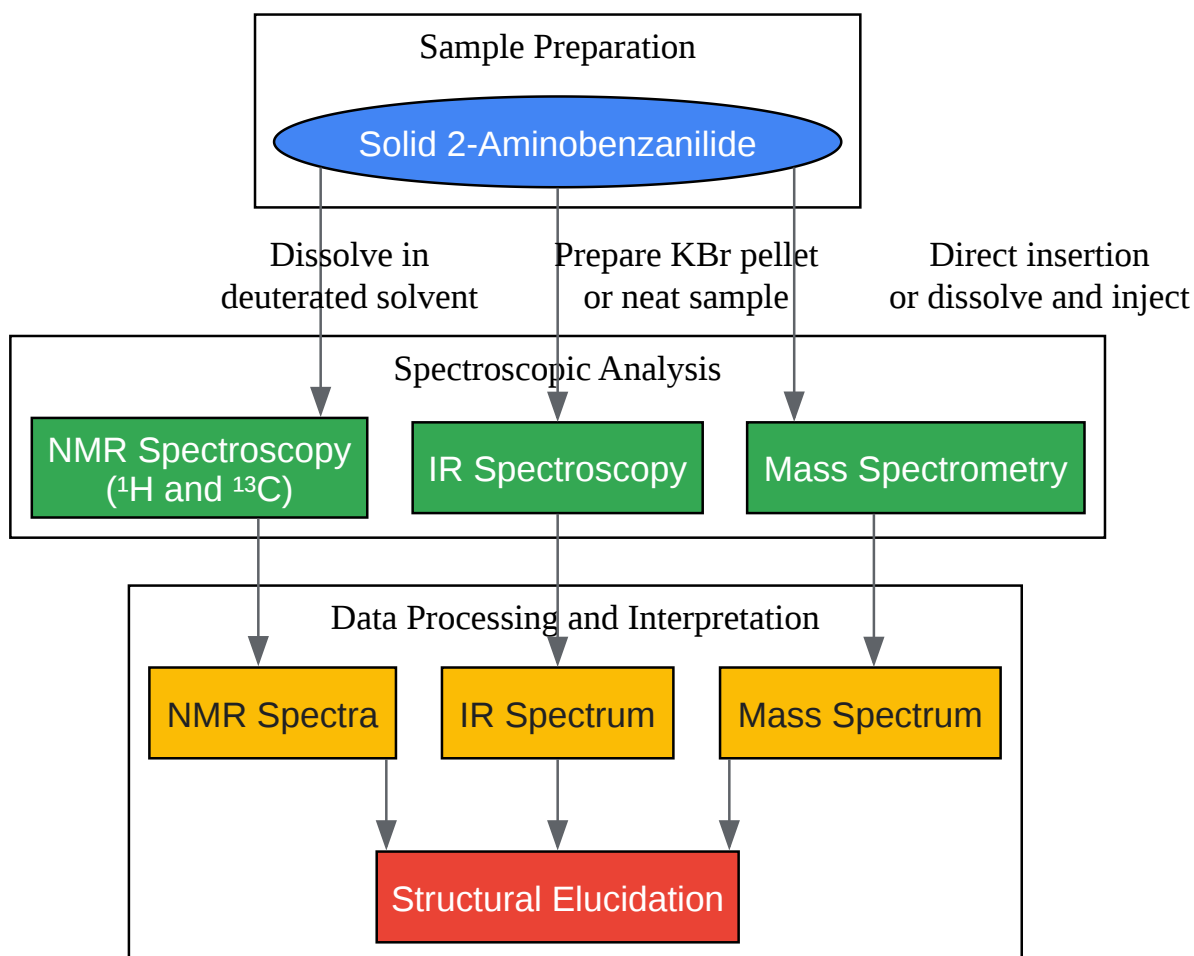 Sample Preparation
Solid 2-Aminobenzanilide
Dissolve in
deuterated solvent
Prepare KBr pellet
or neat sample
Direct insertion
or dissolve and inject
Spectroscopic Analysis
NMR Spectroscopy
(¹H and ¹³C)
IR Spectroscopy
Mass Spectrometry
Data Processing and Interpretation
NMR Spectra
IR Spectrum
Mass Spectrum
Structural Elucidation